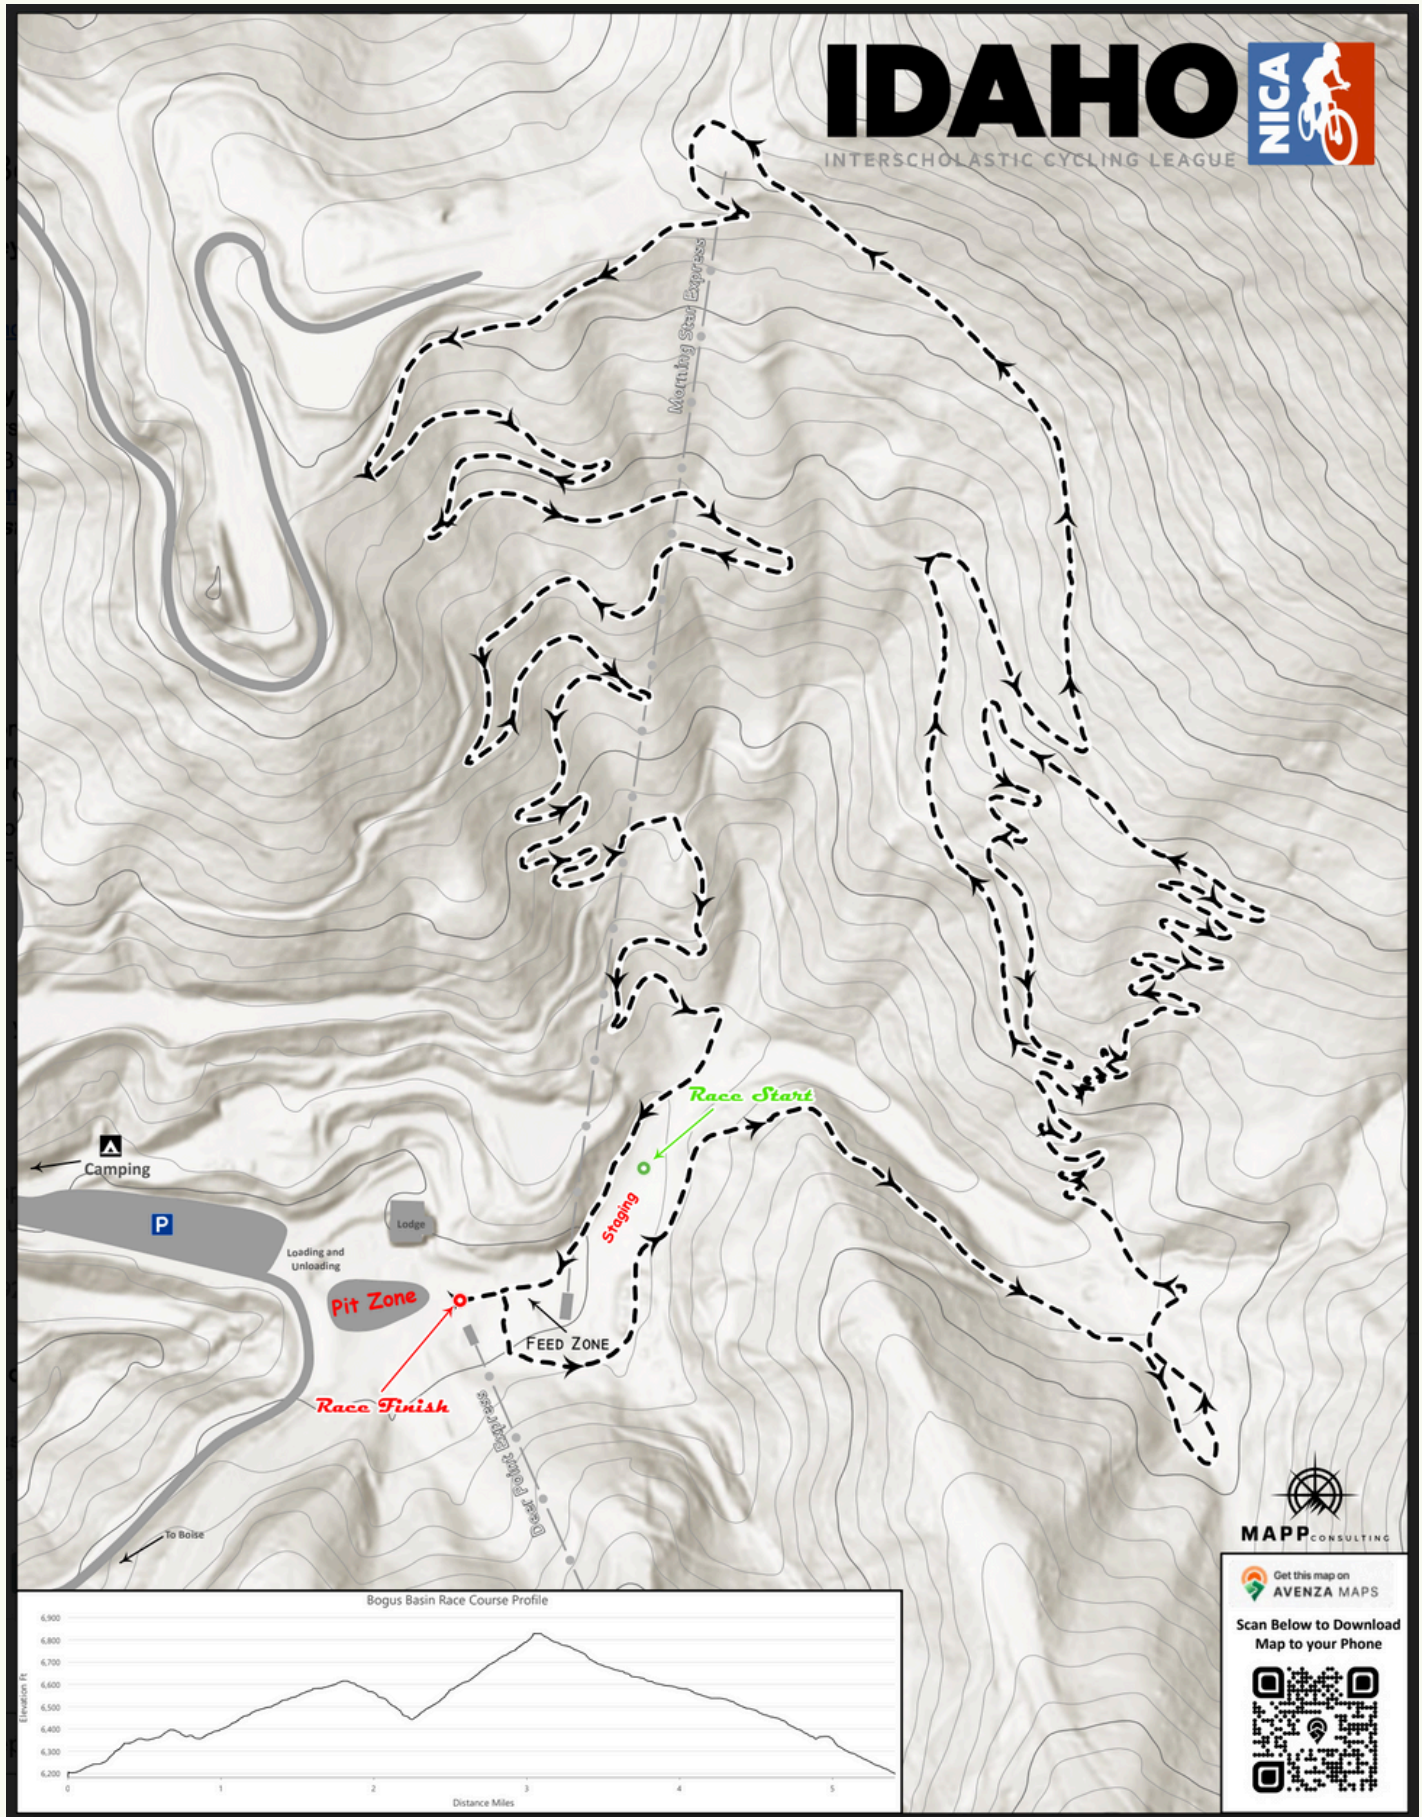 IDAHO
NICA
INTERSCHOLASTIC CYCLING LEAGUE
Morning Star Express
Race Start
Camping
P
Lodge
Staging
Loading and
Unloading
Pit Zone
FEED ZONE
Race Finish
Deer Point Express
To Boise
MAPP CONSULTING
Get this map on
AVENZA MAPS
Scan Below to Download
Map to your Phone
Bogus Basin Race Course Profile
6,900
6,800
6,700
6,600
6,500
6,400
6,300
6,200
Elevation Ft
0 1 2 3 4 5
Distance Miles